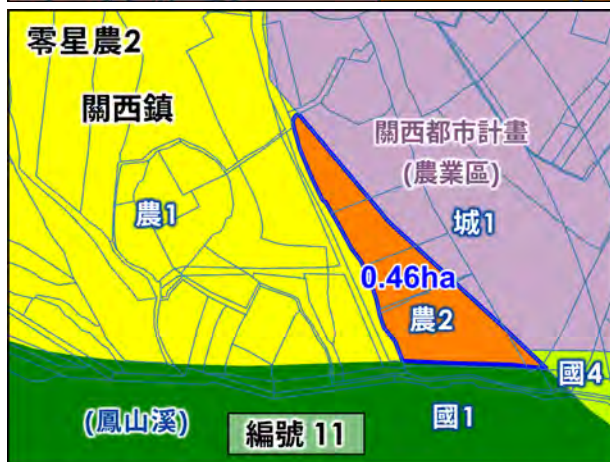 零星農2
關西鎮
關西都市計畫
(農業區)
農1
城1
0.46ha
農2
國4
(鳳山溪)
編號 11
國1